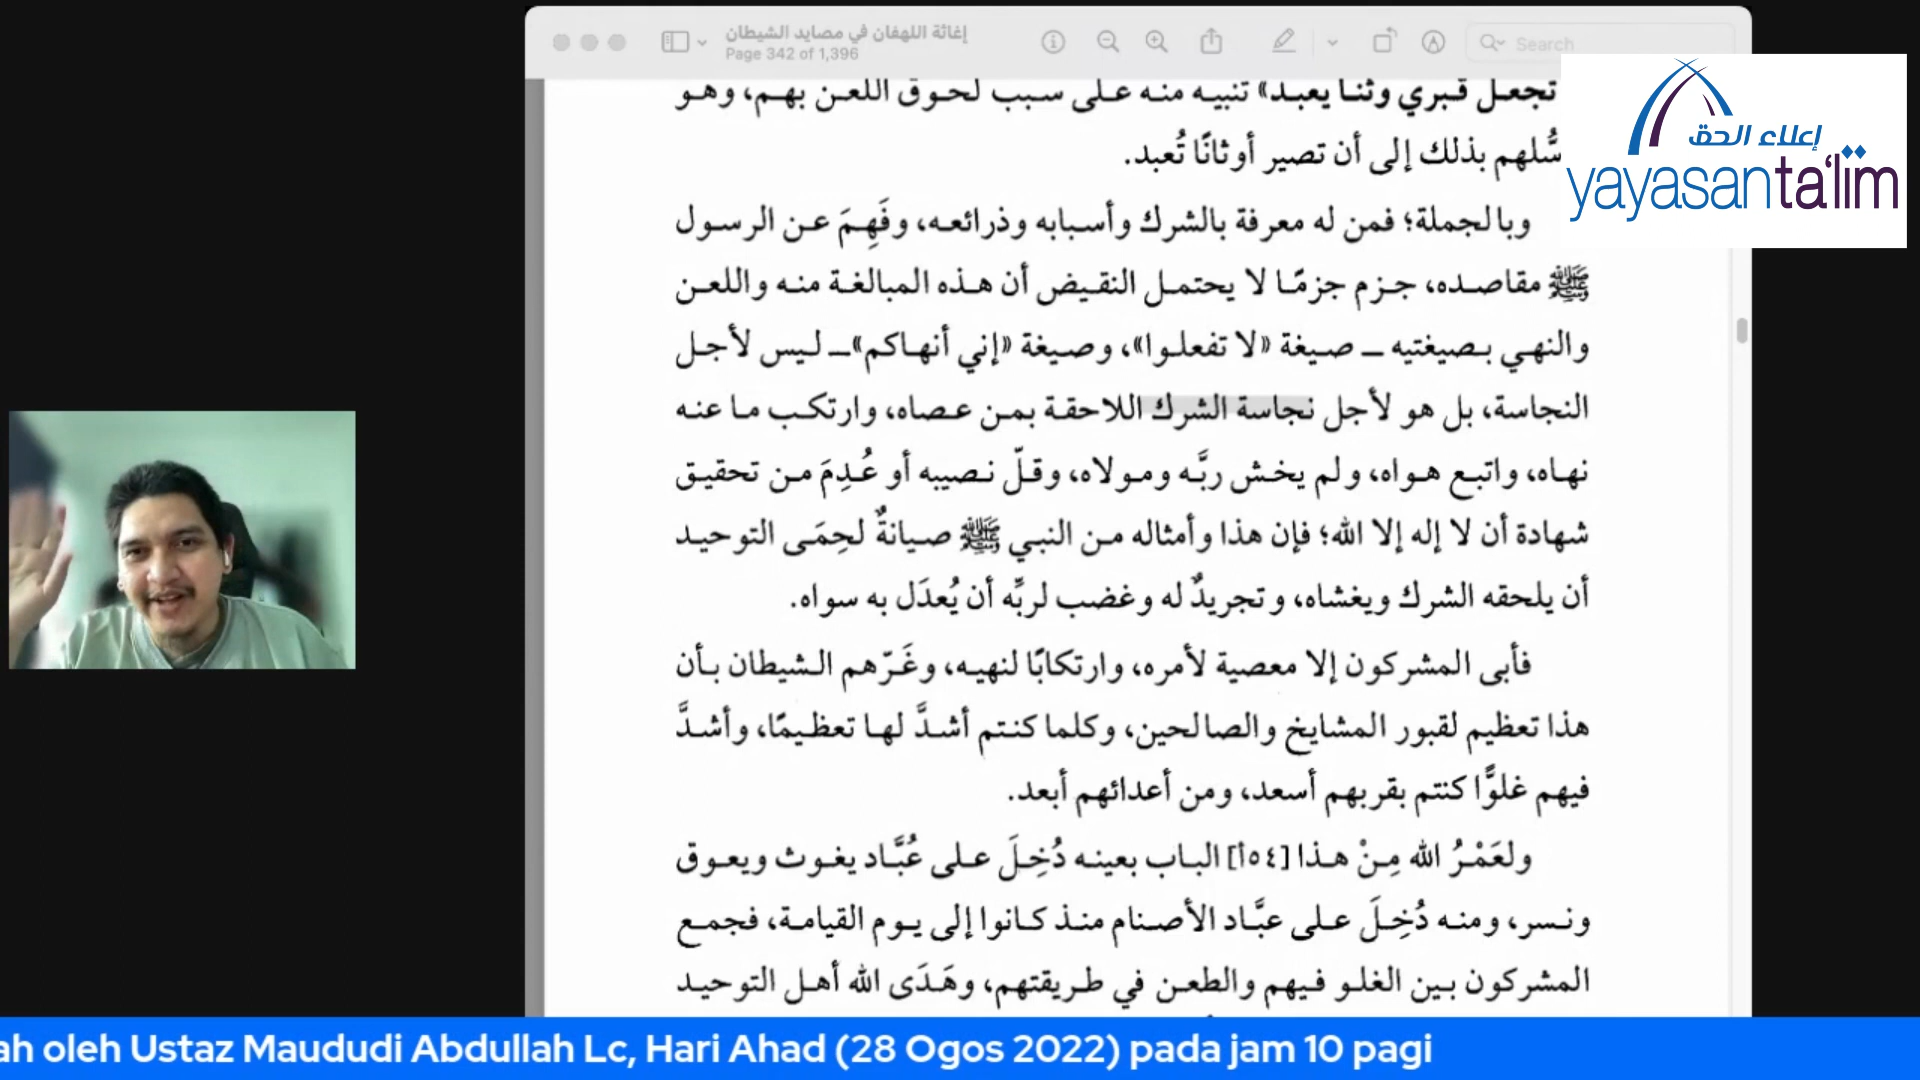 إغاثة اللهفان في مصايد الشيطان
Page 342 of 1,396
Search
إعلاء الحق
yayasanta'lim
تجعل قبري وثنا يعبد» تنبيه منه على سبب لحوق اللعن بهم، وهو
سُّلهم بذلك إلى أن تصير أوثانًا تُعبد.
وبالجملة؛ فمن له معرفة بالشرك وأسبابه وذرائعه، وفَهِمَ عن الرسول
ﷺ مقاصده، جزم جزمًا لا يحتمل النقيض أن هذه المبالغة منه واللعن
والنهي بصيغتيه ــ صيغة «لا تفعلوا»، وصيغة «إني أنهاكم»ــ ليس لأجل
النجاسة، بل هو لأجل نجاسة الشرك اللاحقة بمن عصاه، وارتكب ما عنه
نهاه، واتبع هواه، ولم يخش ربَّه ومولاه، وقلّ نصيبه أو عُدِمَ من تحقيق
شهادة أن لا إله إلا الله؛ فإن هذا وأمثاله من النبي ﷺ صيانةٌ لحِمَى التوحيد
أن يلحقه الشرك ويغشاه، وتجريدٌ له وغضب لربِّه أن يُعدَل به سواه.
فأبى المشركون إلا معصية لأمره، وارتكابًا لنهيه، وغَرّهم الشيطان بأن
هذا تعظيم لقبور المشايخ والصالحين، وكلما كنتم أشدَّ لها تعظيمًا، وأشدَّ
فيهم غلوًّا كنتم بقربهم أسعد، ومن أعدائهم أبعد.
ولعَمْرُ الله مِنْ هذا [٥٤أ] الباب بعينه دُخِلَ على عُبَّاد يغوث ويعوق
ونسر، ومنه دُخِلَ على عبَّاد الأصنام منذ كانوا إلى يوم القيامة، فجمع
المشركون بين الغلو فيهم والطعن في طريقتهم، وهَدَى الله أهل التوحيد
ah oleh Ustaz Maududi Abdullah Lc, Hari Ahad (28 Ogos 2022) pada jam 10 pagi